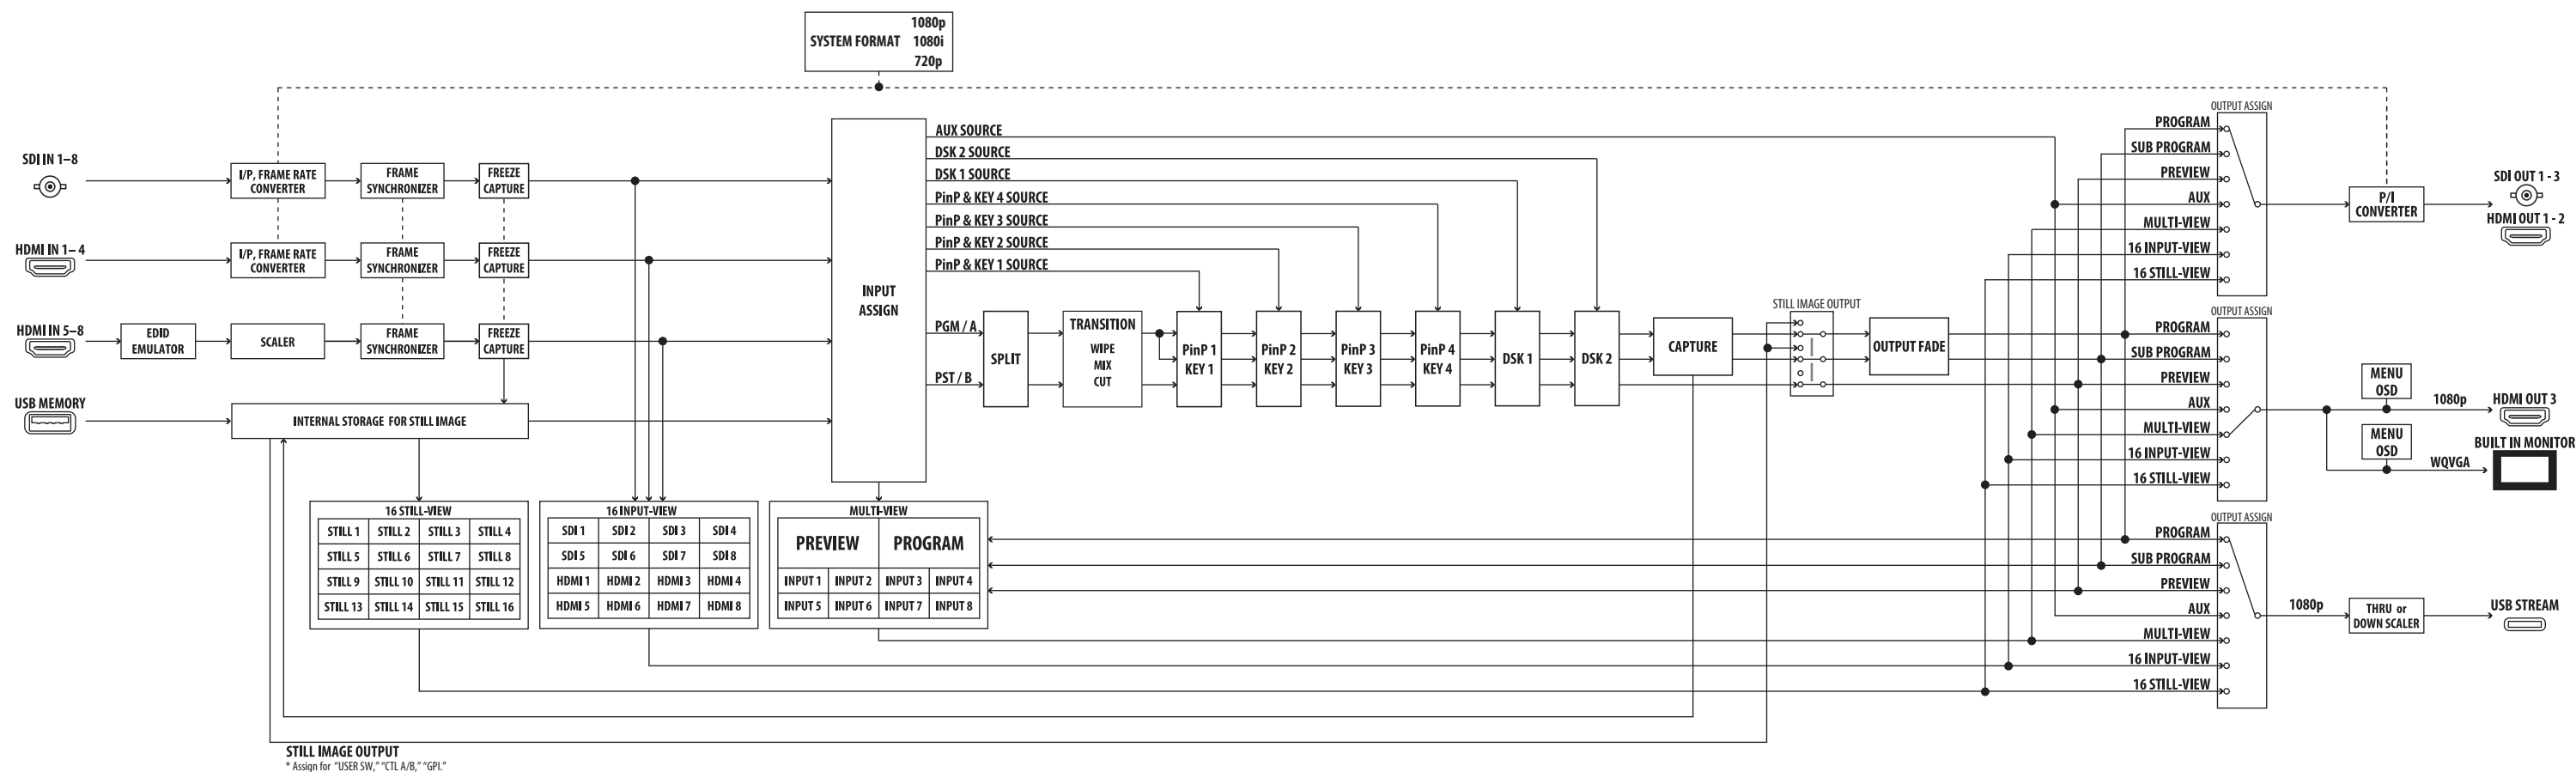 1080p
SYSTEM FORMAT 1080i
720p
SDI IN 1–8
I/P, FRAME RATE
CONVERTER
FRAME
SYNCHRONIZER
FREEZE
CAPTURE
HDMI IN 1–4
I/P, FRAME RATE
CONVERTER
FRAME
SYNCHRONIZER
FREEZE
CAPTURE
HDMI IN 5–8
EDID
EMULATOR
SCALER
FRAME
SYNCHRONIZER
FREEZE
CAPTURE
USB MEMORY
INTERNAL STORAGE FOR STILL IMAGE
INPUT
ASSIGN
AUX SOURCE
DSK 2 SOURCE
DSK 1 SOURCE
PinP & KEY 4 SOURCE
PinP & KEY 3 SOURCE
PinP & KEY 2 SOURCE
PinP & KEY 1 SOURCE
PGM / A
PST / B
SPLIT
TRANSITION
WIPE
MIX
CUT
PinP 1
KEY 1
PinP 2
KEY 2
PinP 3
KEY 3
PinP 4
KEY 4
DSK 1
DSK 2
CAPTURE
STILL IMAGE OUTPUT
OUTPUT FADE
16 STILL-VIEW
STILL 1 STILL 2 STILL 3 STILL 4
STILL 5 STILL 6 STILL 7 STILL 8
STILL 9 STILL 10 STILL 11 STILL 12
STILL 13 STILL 14 STILL 15 STILL 16
16 INPUT-VIEW
SDI 1 SDI 2 SDI 3 SDI 4
SDI 5 SDI 6 SDI 7 SDI 8
HDMI 1 HDMI 2 HDMI 3 HDMI 4
HDMI 5 HDMI 6 HDMI 7 HDMI 8
MULTI-VIEW
PREVIEW PROGRAM
INPUT 1 INPUT 2 INPUT 3 INPUT 4
INPUT 5 INPUT 6 INPUT 7 INPUT 8
OUTPUT ASSIGN
PROGRAM
SUB PROGRAM
PREVIEW
AUX
MULTI-VIEW
16 INPUT-VIEW
16 STILL-VIEW
P/I
CONVERTER
SDI OUT 1 - 3
HDMI OUT 1 - 2
OUTPUT ASSIGN
PROGRAM
SUB PROGRAM
PREVIEW
AUX
MULTI-VIEW
16 INPUT-VIEW
16 STILL-VIEW
MENU
OSD
1080p
HDMI OUT 3
MENU
OSD
WQVGA
BUILT IN MONITOR
OUTPUT ASSIGN
PROGRAM
SUB PROGRAM
PREVIEW
AUX
MULTI-VIEW
16 INPUT-VIEW
16 STILL-VIEW
1080p
THRU or
DOWN SCALER
USB STREAM
STILL IMAGE OUTPUT
* Assign for "USER SW," "CTL A/B," "GPI."